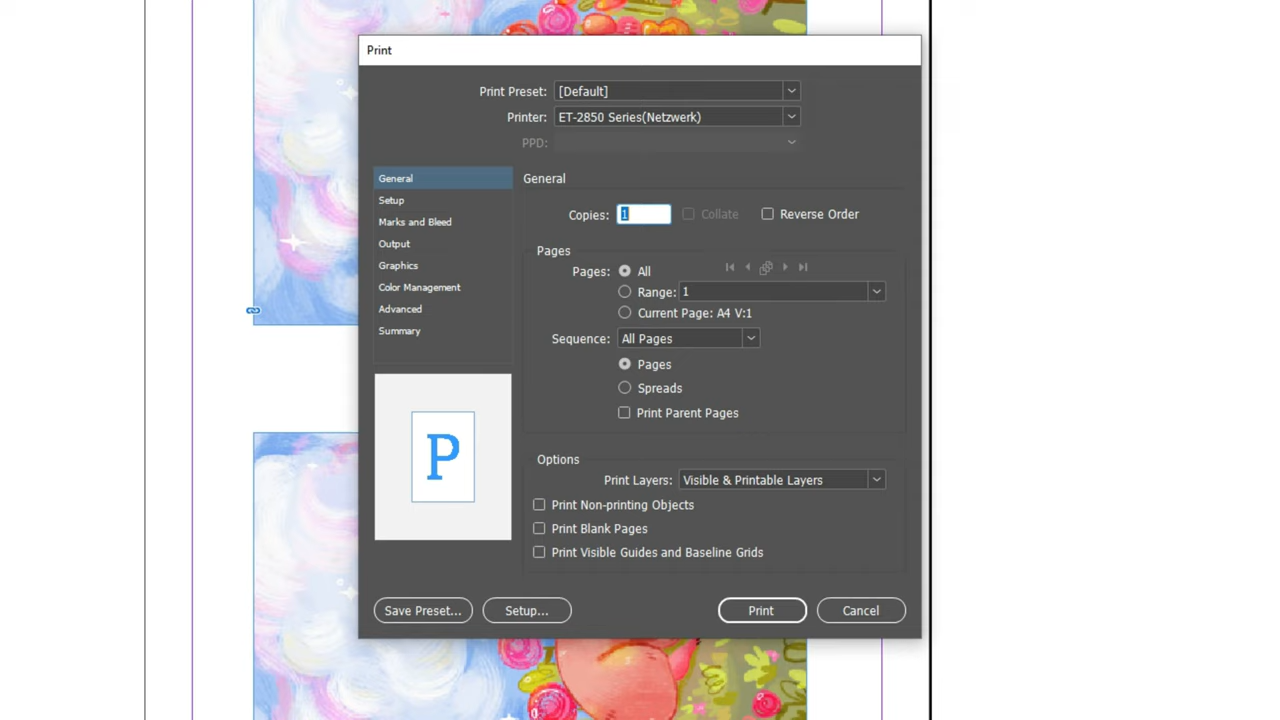 Print
Print Preset: [Default]
Printer: ET-2850 Series(Netzwerk)
PPD:
General
Setup
Marks and Bleed
Output
Graphics
Color Management
Advanced
Summary
P
General
Copies: 1 Collate Reverse Order
Pages
Pages: All
Range: 1
Current Page: A4 V:1
Sequence: All Pages
Pages
Spreads
Print Parent Pages
Options
Print Layers: Visible & Printable Layers
Print Non-printing Objects
Print Blank Pages
Print Visible Guides and Baseline Grids
Save Preset... Setup... Print Cancel